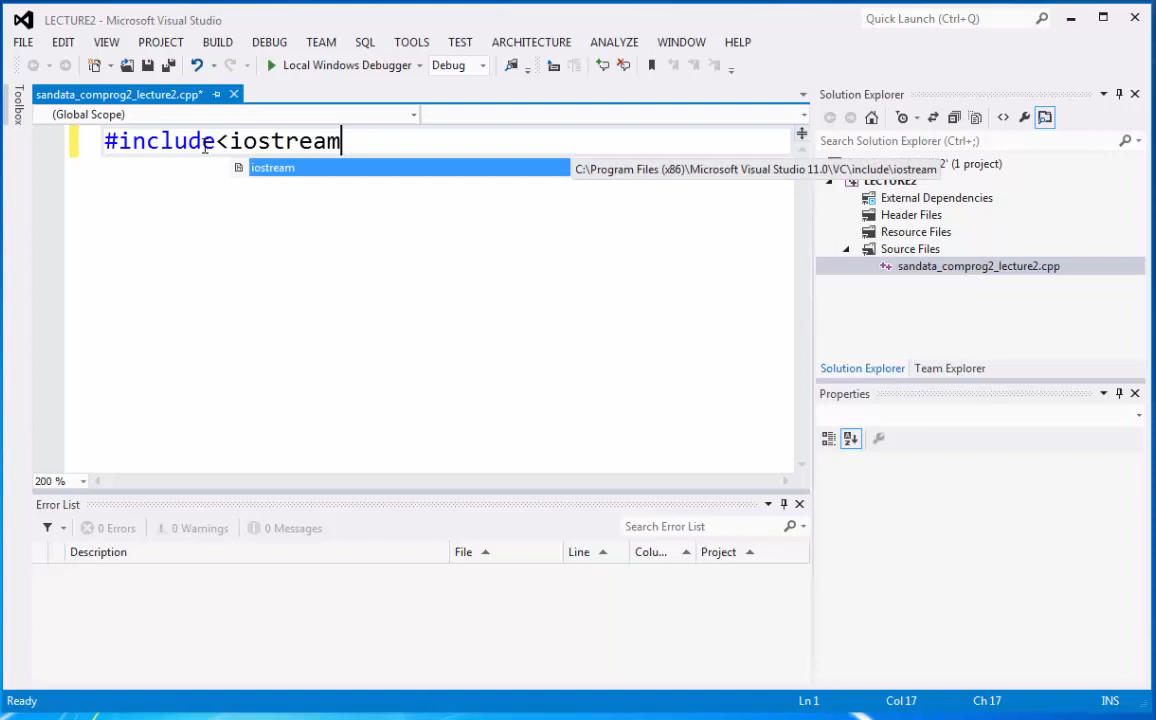 LECTURE2 - Microsoft Visual Studio
Quick Launch (Ctrl+Q)
FILE EDIT VIEW PROJECT BUILD DEBUG TEAM SQL TOOLS TEST ARCHITECTURE ANALYZE WINDOW HELP
Local Windows Debugger Debug
Toolbox
sandata_comprog2_lecture2.cpp*
(Global Scope)
#include<iostream
iostream
C:\Program Files (x86)\Microsoft Visual Studio 11.0\VC\include\iostream
200 %
Solution Explorer
Search Solution Explorer (Ctrl+;)
2' (1 project)
LECTURE2
External Dependencies
Header Files
Resource Files
Source Files
sandata_comprog2_lecture2.cpp
Solution Explorer Team Explorer
Properties
Error List
0 Errors 0 Warnings 0 Messages
Search Error List
Description File Line Colu... Project
Ready Ln 1 Col 17 Ch 17 INS